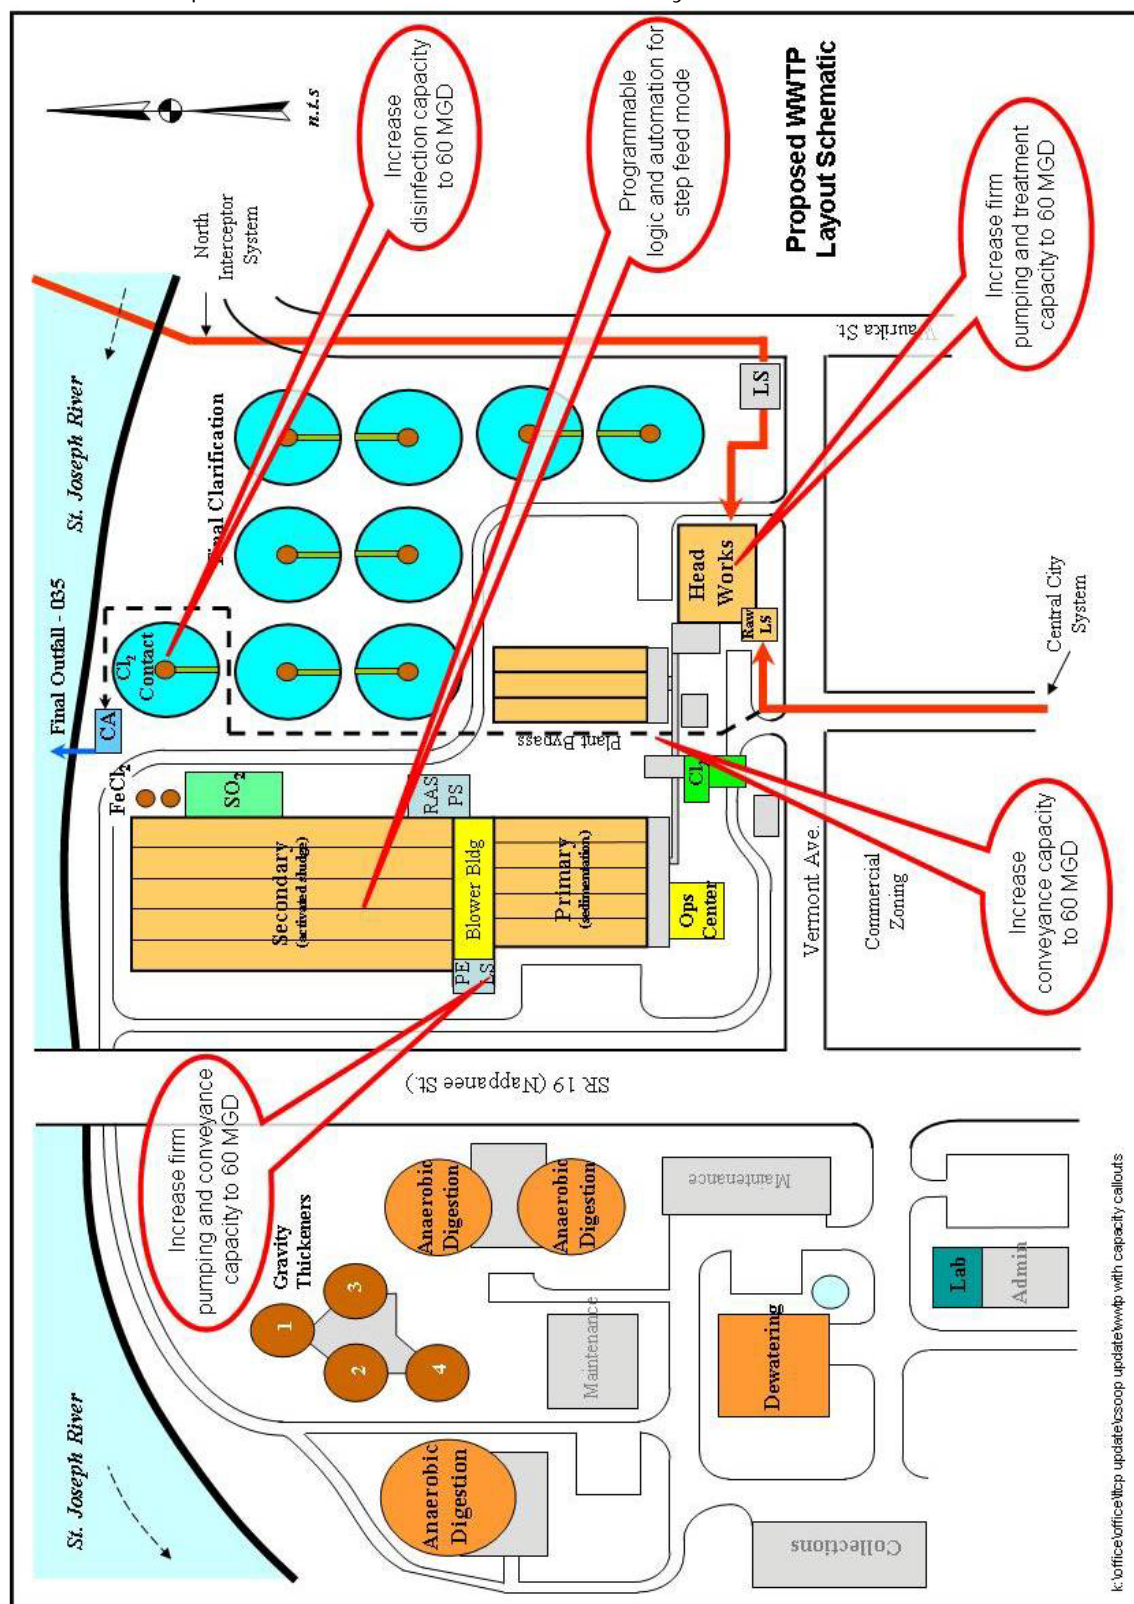 Proposed WWTP
Layout Schematic
n.t.s
St. Joseph River
St. Joseph River
Final Outfall - 035
North
Interceptor
System
Increase
disinfection capacity
to 60 MGD
Programmable
logic and automation for
step feed mode
Increase firm
pumping and treatment
capacity to 60 MGD
Increase
conveyance capacity
to 60 MGD
Increase firm
pumping and conveyance
capacity to 60 MGD
Final Clarification
Cl2
Contact
CA
FeCl2
SO2
RAS
PS
Secondary
(activated sludge)
Blower Bldg
PE
LS
Primary
(sedimentation)
Ops
Center
Plant Bypass
Cl2
Head
Works
Raw
LS
LS
Waurika St.
Central City
System
Vermont Ave.
Commercial
Zoning
SR 19 (Nappanee St.)
Gravity
Thickeners
1
2
3
4
Anaerobic
Digestion
Anaerobic
Digestion
Anaerobic
Digestion
Maintenance
Maintenance
Dewatering
Lab
Admin
Collections
k:\office\office\ltcp update\csoop update\wwtp with capacity callouts